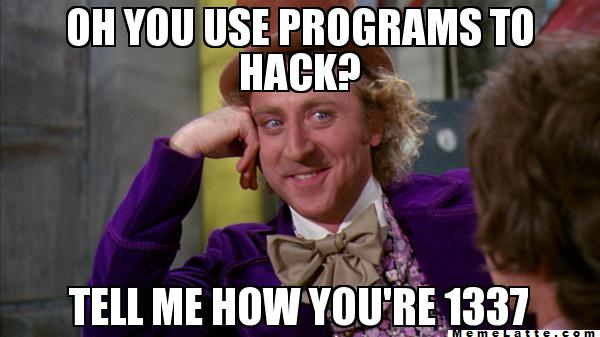 OH YOU USE PROGRAMS TO
HACK?
TELL ME HOW YOU'RE 1337
MemeLatte.com